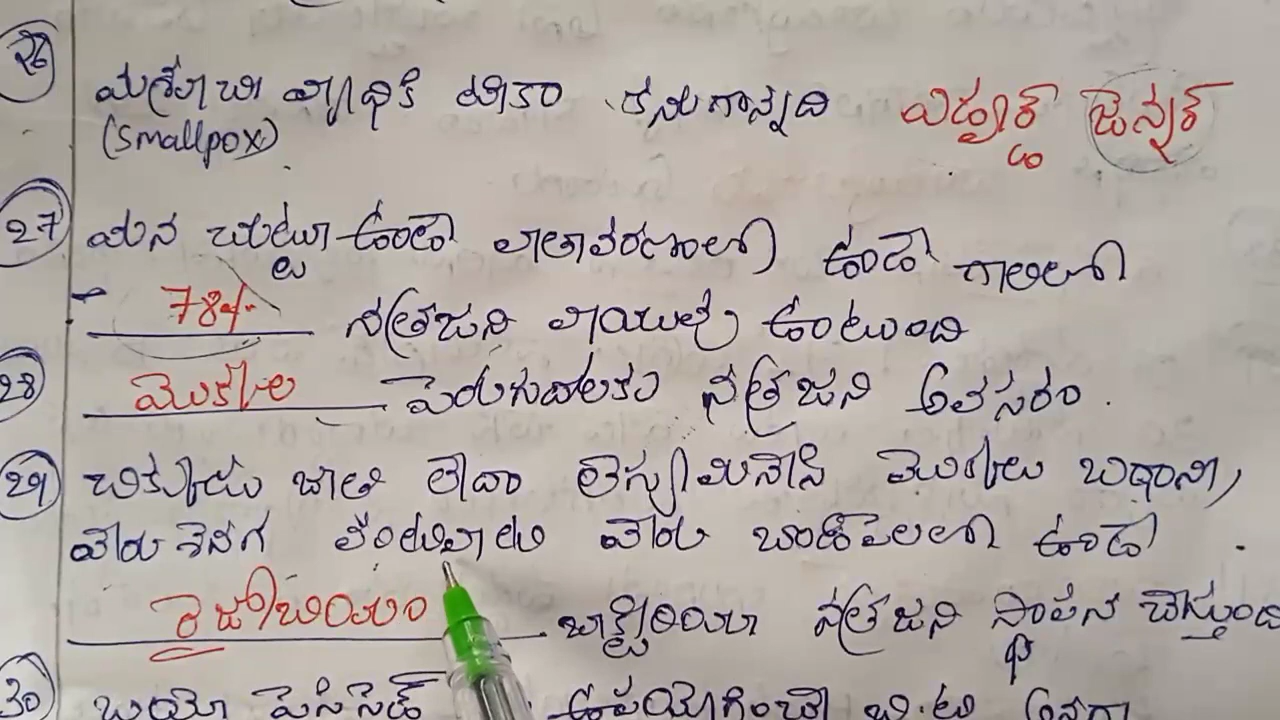 26 మశూచి వ్యాధికి టీకా కనుగొన్నది ఎడ్వర్డ్ జెన్నర్
(Smallpox)
27 మన చుట్టూ ఉండే వాతావరణంలో ఉండే గాలిలో
78% నత్రజని వాయువు ఉంటుంది
28 మొక్కల పెరుగుదలకు నత్రజని అవసరం.
29 చిక్కుడు జాతి లేదా లెగ్యుమినేసి మొక్కలు బఠానీ,
వేరుశెనగ వంటివాటి వేరు బుడిపెలలో ఉండే
రైజోబియం బాక్టీరియా నత్రజని స్థాపన చేస్తుంది
30 బయో పెస్టిసైడ్ ఉపయోగించే బి.టి అనగా